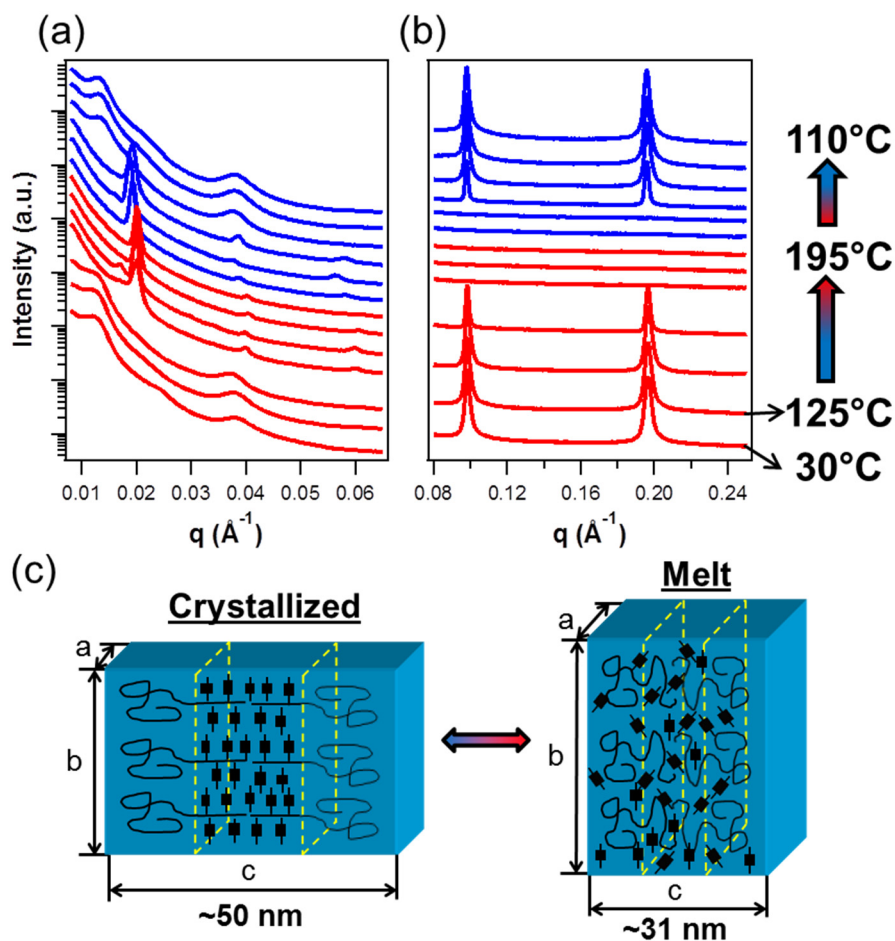 (a)
(b)
Intensity (a.u.)
0.01 0.02 0.03 0.04 0.05 0.06
q (Å⁻¹)
0.08 0.12 0.16 0.20 0.24
q (Å⁻¹)
110°C
195°C
125°C
30°C
(c)
Crystallized
a
b
c
~50 nm
Melt
a
b
c
~31 nm